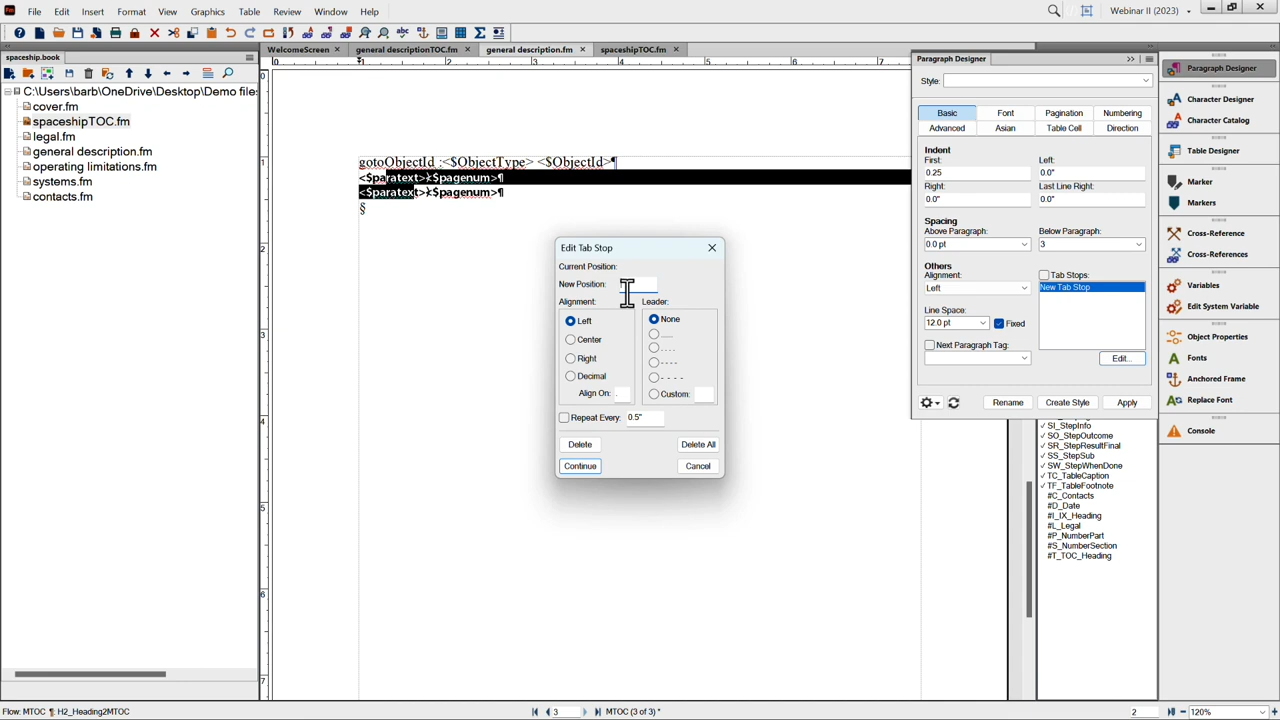 Fm File Edit Insert Format View Graphics Table Review Window Help Webinar II (2023)
spaceship.book
WelcomeScreen general descriptionTOC.fm general description.fm spaceshipTOC.fm
C:\Users\barb\OneDrive\Desktop\Demo files
cover.fm
spaceshipTOC.fm
legal.fm
general description.fm
operating limitations.fm
systems.fm
contacts.fm
gotoObjectId :<$ObjectType> <$ObjectId>¶
<$paratext> <$pagenum>¶
<$paratext> <$pagenum>¶
§
Edit Tab Stop
Current Position:
New Position:
Alignment: Leader:
Left None
Center
Right
Decimal
Align On: . Custom:
Repeat Every: 0.5"
Delete Delete All
Continue Cancel
Paragraph Designer
Style:
Basic Font Pagination Numbering
Advanced Asian Table Cell Direction
Indent
First: Left:
0.25 0.0"
Right: Last Line Right:
0.0" 0.0"
Spacing
Above Paragraph: Below Paragraph:
0.0 pt 3
Others
Alignment: Tab Stops:
Left New Tab Stop
Line Space:
12.0 pt Fixed
Next Paragraph Tag:
Edit...
Rename Create Style Apply
SI_StepInfo
SO_StepOutcome
SR_StepResultFinal
SS_StepSub
SW_StepWhenDone
TC_TableCaption
TF_TableFootnote
#C_Contacts
#D_Date
#I_IX_Heading
#L_Legal
#P_NumberPart
#S_NumberSection
#T_TOC_Heading
Paragraph Designer
Character Designer
Character Catalog
Table Designer
Marker
Markers
Cross-Reference
Cross-References
Variables
Edit System Variable
Object Properties
Fonts
Anchored Frame
Replace Font
Console
Flow: MTOC ¶ H2_Heading2MTOC 3 MTOC (3 of 3) * 2 120%